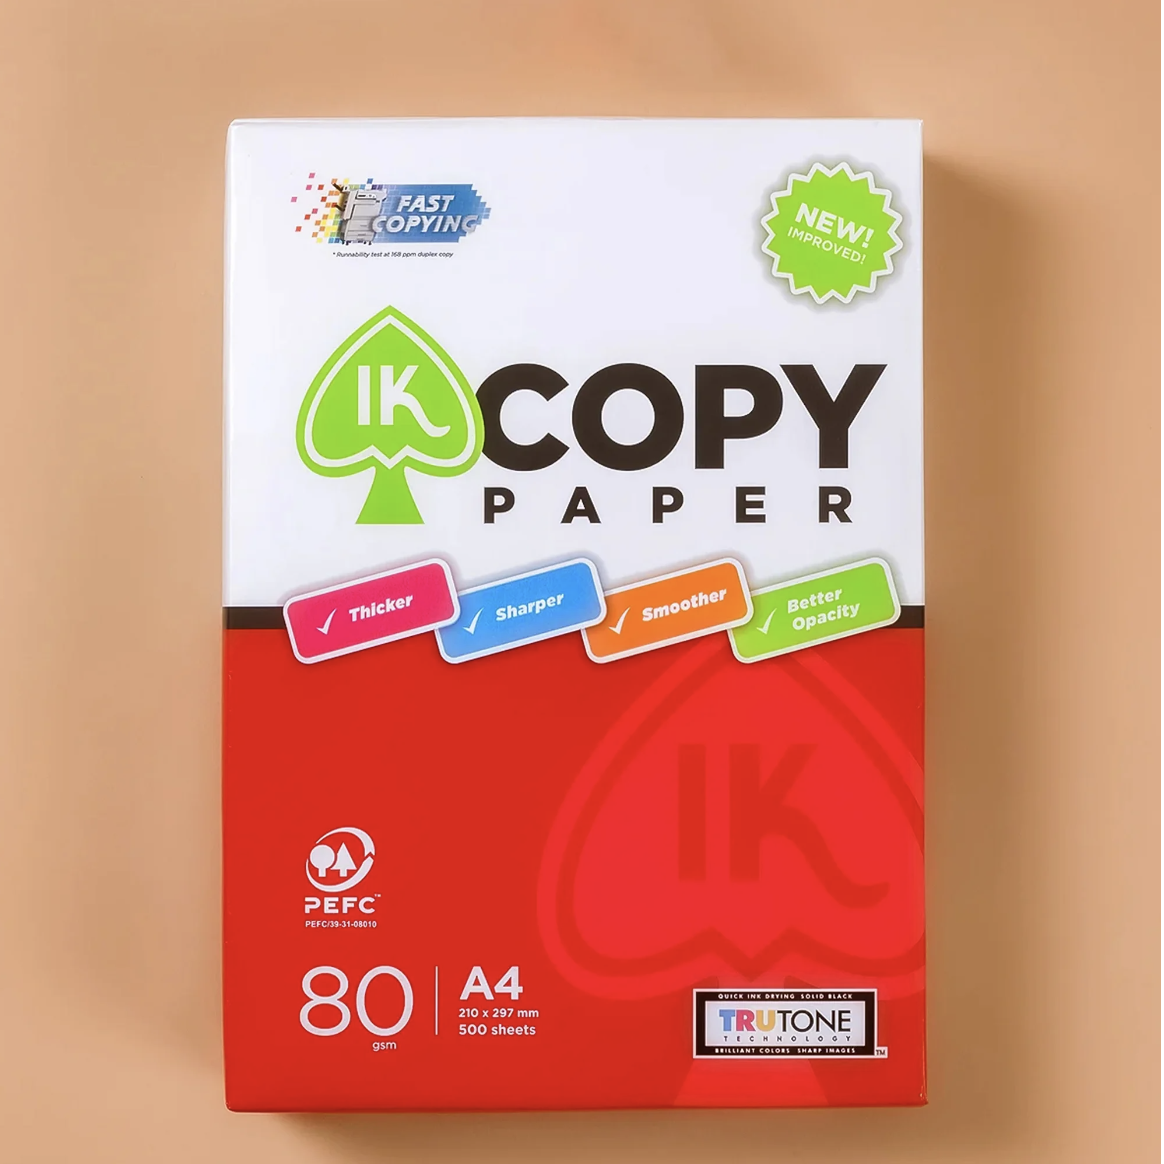 FAST
COPYING
* Runnability test at 168 ppm duplex copy
NEW!
IMPROVED!
IK
COPY
PAPER
Thicker
Sharper
Smoother
Better
Opacity
IK
PEFC™
PEFC/39-31-08010
80
gsm
A4
210 x 297 mm
500 sheets
QUICK INK DRYING SOLID BLACK
TRUTONE
TECHNOLOGY
BRILLIANT COLORS SHARP IMAGES
TM